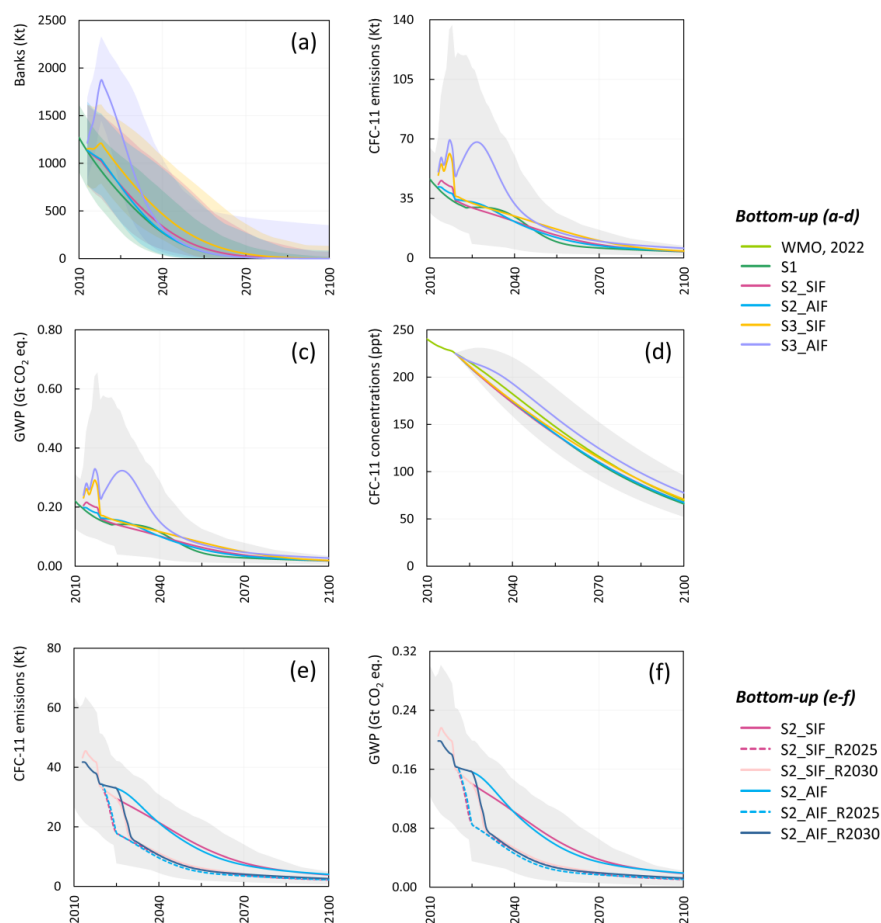 (a)
Banks (Kt)
2500
2000
1500
1000
500
0
2010
2040
2070
2100
CFC-11 emissions (Kt)
140
105
70
35
0
2010
2040
2070
2100
(c)
GWP (Gt CO₂ eq.)
0.80
0.60
0.40
0.20
0.00
2010
2040
2070
2100
(d)
CFC-11 concentrations (ppt)
250
200
150
100
50
0
2010
2040
2070
2100
Bottom-up (a-d)
WMO, 2022
S1
S2_SIF
S2_AIF
S3_SIF
S3_AIF
(e)
CFC-11 emissions (Kt)
80
60
40
20
0
2010
2040
2070
2100
(f)
GWP (Gt CO₂ eq.)
0.32
0.24
0.16
0.08
0.00
2010
2040
2070
2100
Bottom-up (e-f)
S2_SIF
S2_SIF_R2025
S2_SIF_R2030
S2_AIF
S2_AIF_R2025
S2_AIF_R2030